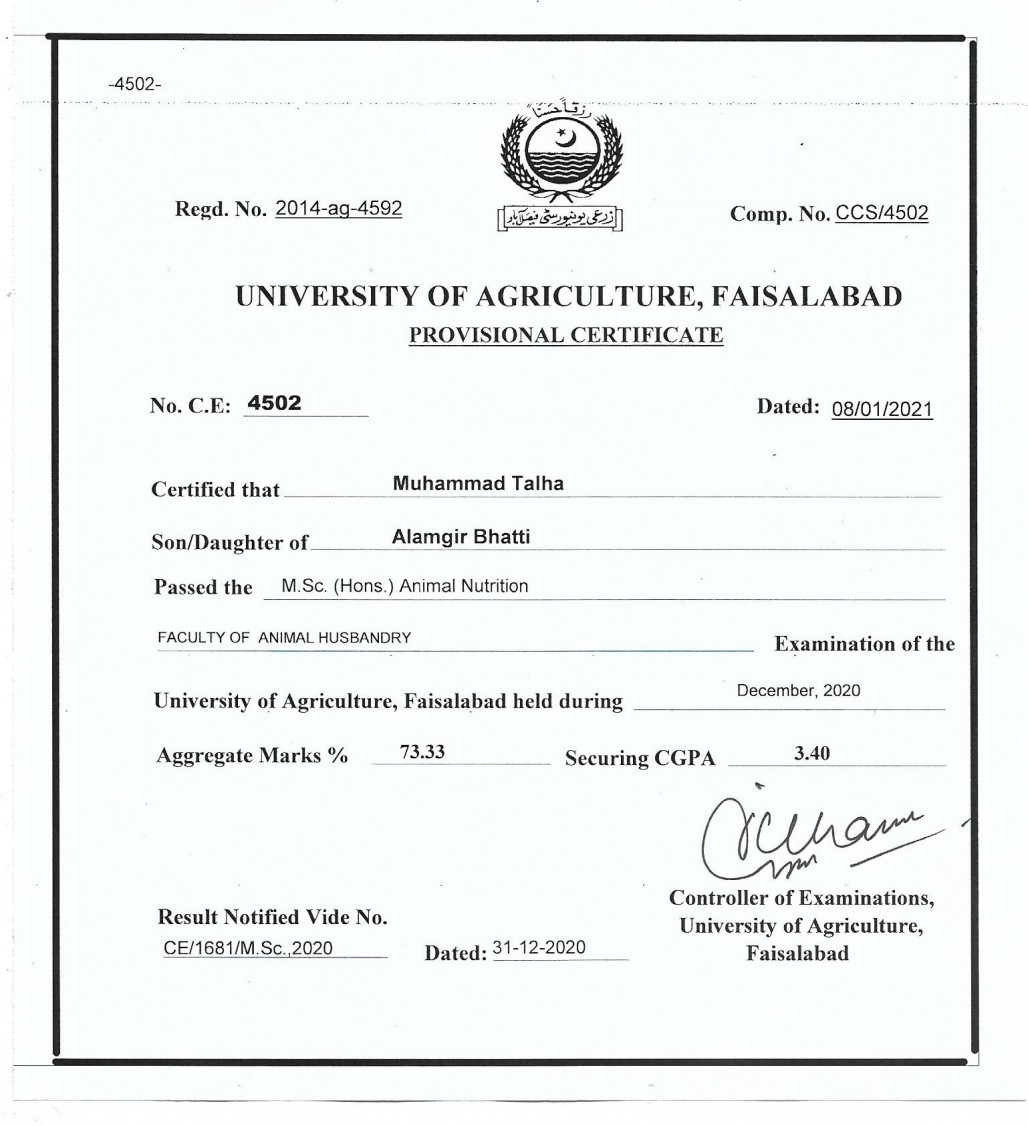 -4502-
رزقاً حسناً
زرعی یونیورسٹی فیصل آباد
Regd. No. 2014-ag-4592
Comp. No. CCS/4502
UNIVERSITY OF AGRICULTURE, FAISALABAD
PROVISIONAL CERTIFICATE
No. C.E: 4502
Dated: 08/01/2021
Certified that Muhammad Talha
Son/Daughter of Alamgir Bhatti
Passed the M.Sc. (Hons.) Animal Nutrition
FACULTY OF ANIMAL HUSBANDRY Examination of the
University of Agriculture, Faisalabad held during December, 2020
Aggregate Marks % 73.33 Securing CGPA 3.40
Controller of Examinations,
University of Agriculture,
Faisalabad
Result Notified Vide No.
CE/1681/M.Sc.,2020 Dated: 31-12-2020